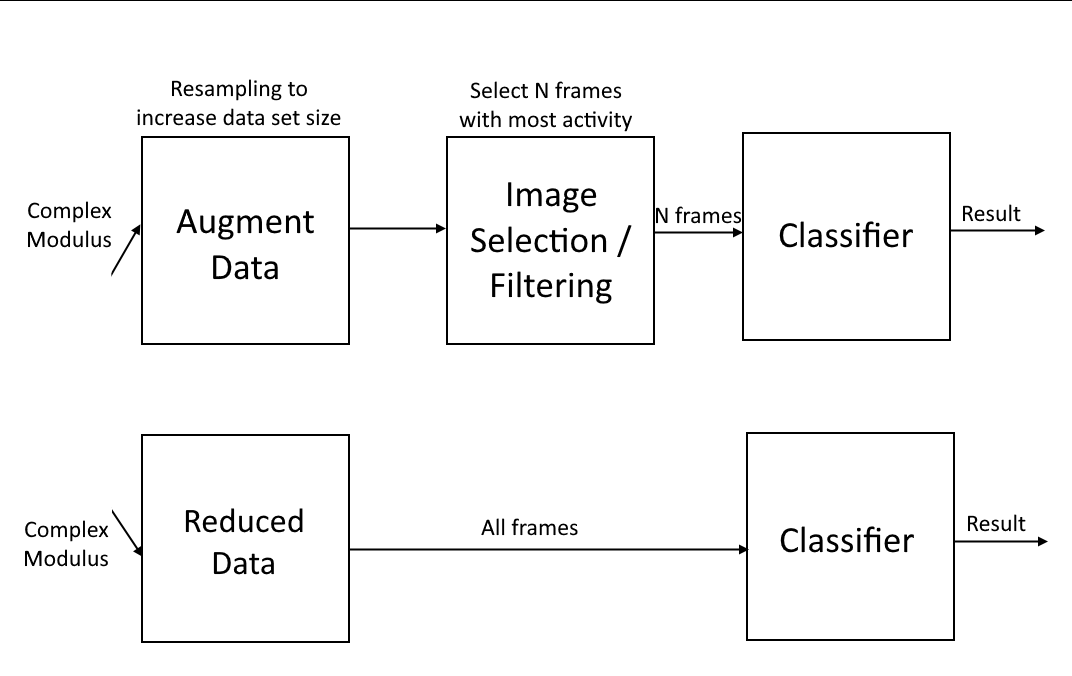 Resampling to
increase data set size
Select N frames
with most activity
Complex
Modulus
Augment
Data
Image
Selection /
Filtering
N frames
Classifier
Result
Complex
Modulus
Reduced
Data
All frames
Classifier
Result